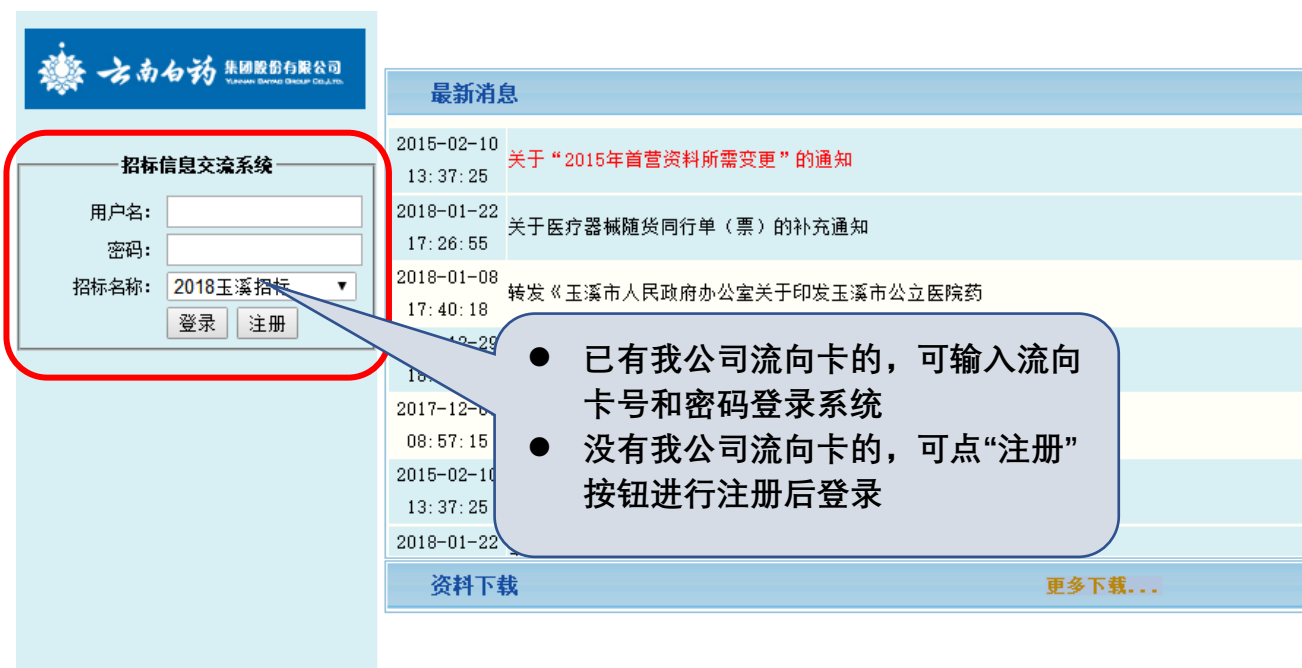 云南白药 集团股份有限公司
YUNNAN BAIYAO GROUP CO.,LTD.
招标信息交流系统
用户名:
密码:
招标名称: 2018玉溪招标
登录 注册
最新消息
2015-02-10
13:37:25
关于“2015年首营资料所需变更”的通知
2018-01-22
17:26:55
关于医疗器械随货同行单（票）的补充通知
2018-01-08
17:40:18
转发《玉溪市人民政府办公室关于印发玉溪市公立医院药
12-29
2017-12-0
08:57:15
2015-02-10
13:37:25
2018-01-22
● 已有我公司流向卡的，可输入流向
卡号和密码登录系统
● 没有我公司流向卡的，可点“注册”
按钮进行注册后登录
资料下载
更多下载...